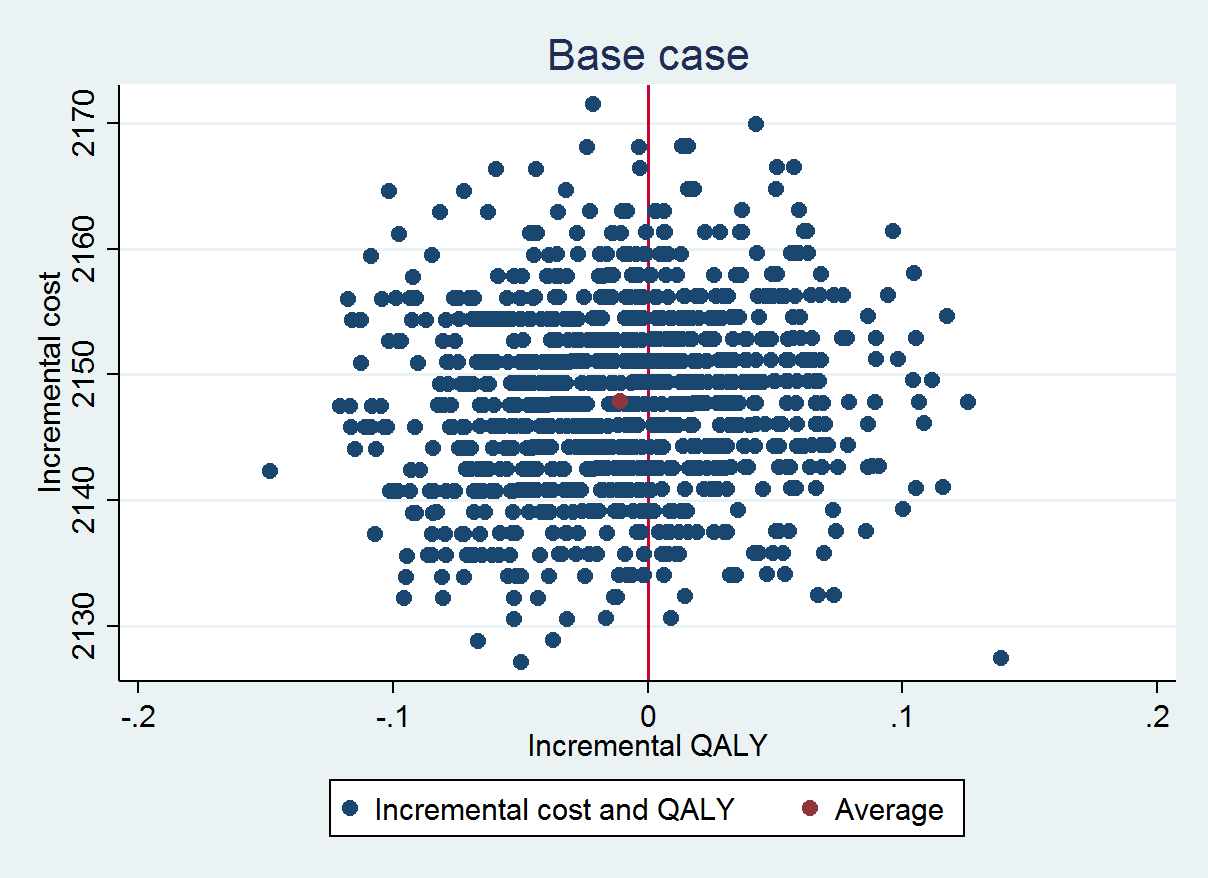 Base case
Incremental cost
2170
2160
2150
2140
2130
-.2 -.1 0 .1 .2
Incremental QALY
Incremental cost and QALY Average